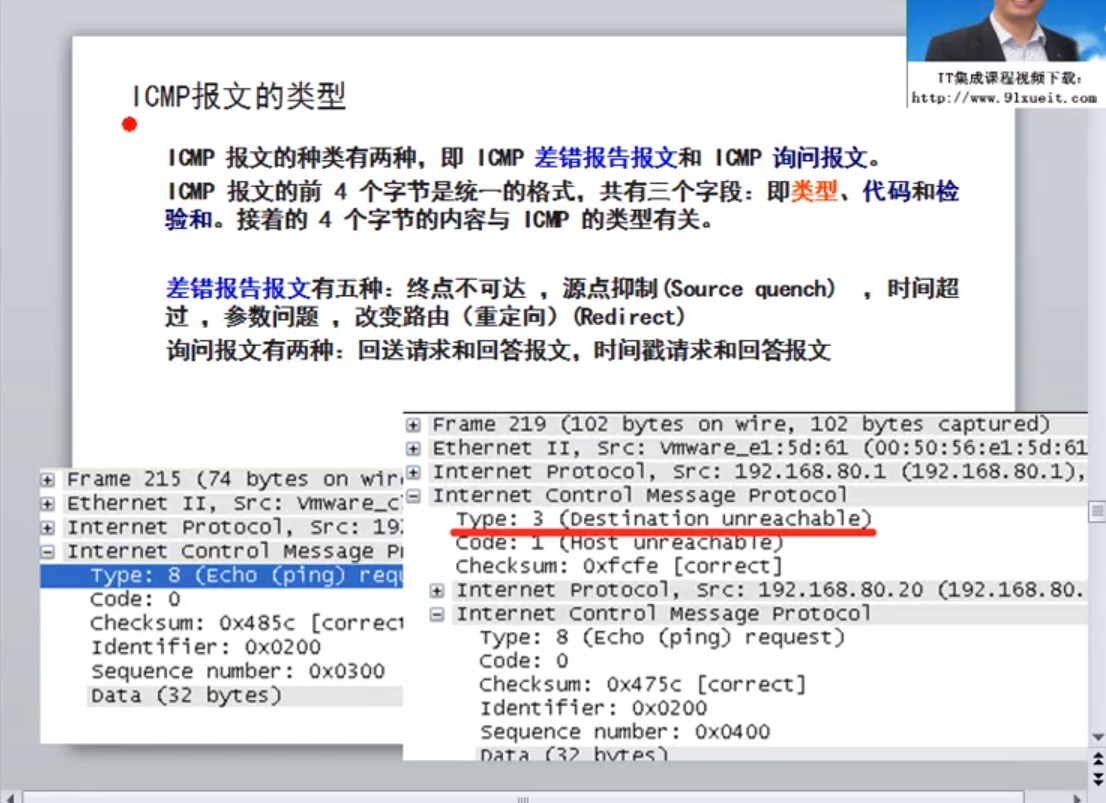 IT集成课程视频下载：
http://www.91xueit.com
ICMP报文的类型
ICMP 报文的种类有两种，即 ICMP 差错报告报文和 ICMP 询问报文。
ICMP 报文的前 4 个字节是统一的格式，共有三个字段：即类型、代码和检
验和。接着的 4 个字节的内容与 ICMP 的类型有关。
差错报告报文有五种：终点不可达 ，源点抑制(Source quench) ，时间超
过 ，参数问题 ，改变路由（重定向）(Redirect)
询问报文有两种：回送请求和回答报文，时间戳请求和回答报文
Frame 215 (74 bytes on wir
Ethernet II, Src: Vmware_c
Internet Protocol, Src: 192
Internet Control Message P
Type: 8 (Echo (ping) requ
Code: 0
Checksum: 0x485c [correct
Identifier: 0x0200
Sequence number: 0x0300
Data (32 bytes)
Frame 219 (102 bytes on wire, 102 bytes captured)
Ethernet II, Src: Vmware_e1:5d:61 (00:50:56:e1:5d:61
Internet Protocol, Src: 192.168.80.1 (192.168.80.1),
Internet Control Message Protocol
Type: 3 (Destination unreachable)
Code: 1 (Host unreachable)
Checksum: 0xfcfe [correct]
Internet Protocol, Src: 192.168.80.20 (192.168.80.
Internet Control Message Protocol
Type: 8 (Echo (ping) request)
Code: 0
Checksum: 0x475c [correct]
Identifier: 0x0200
Sequence number: 0x0400
Data (32 bytes)